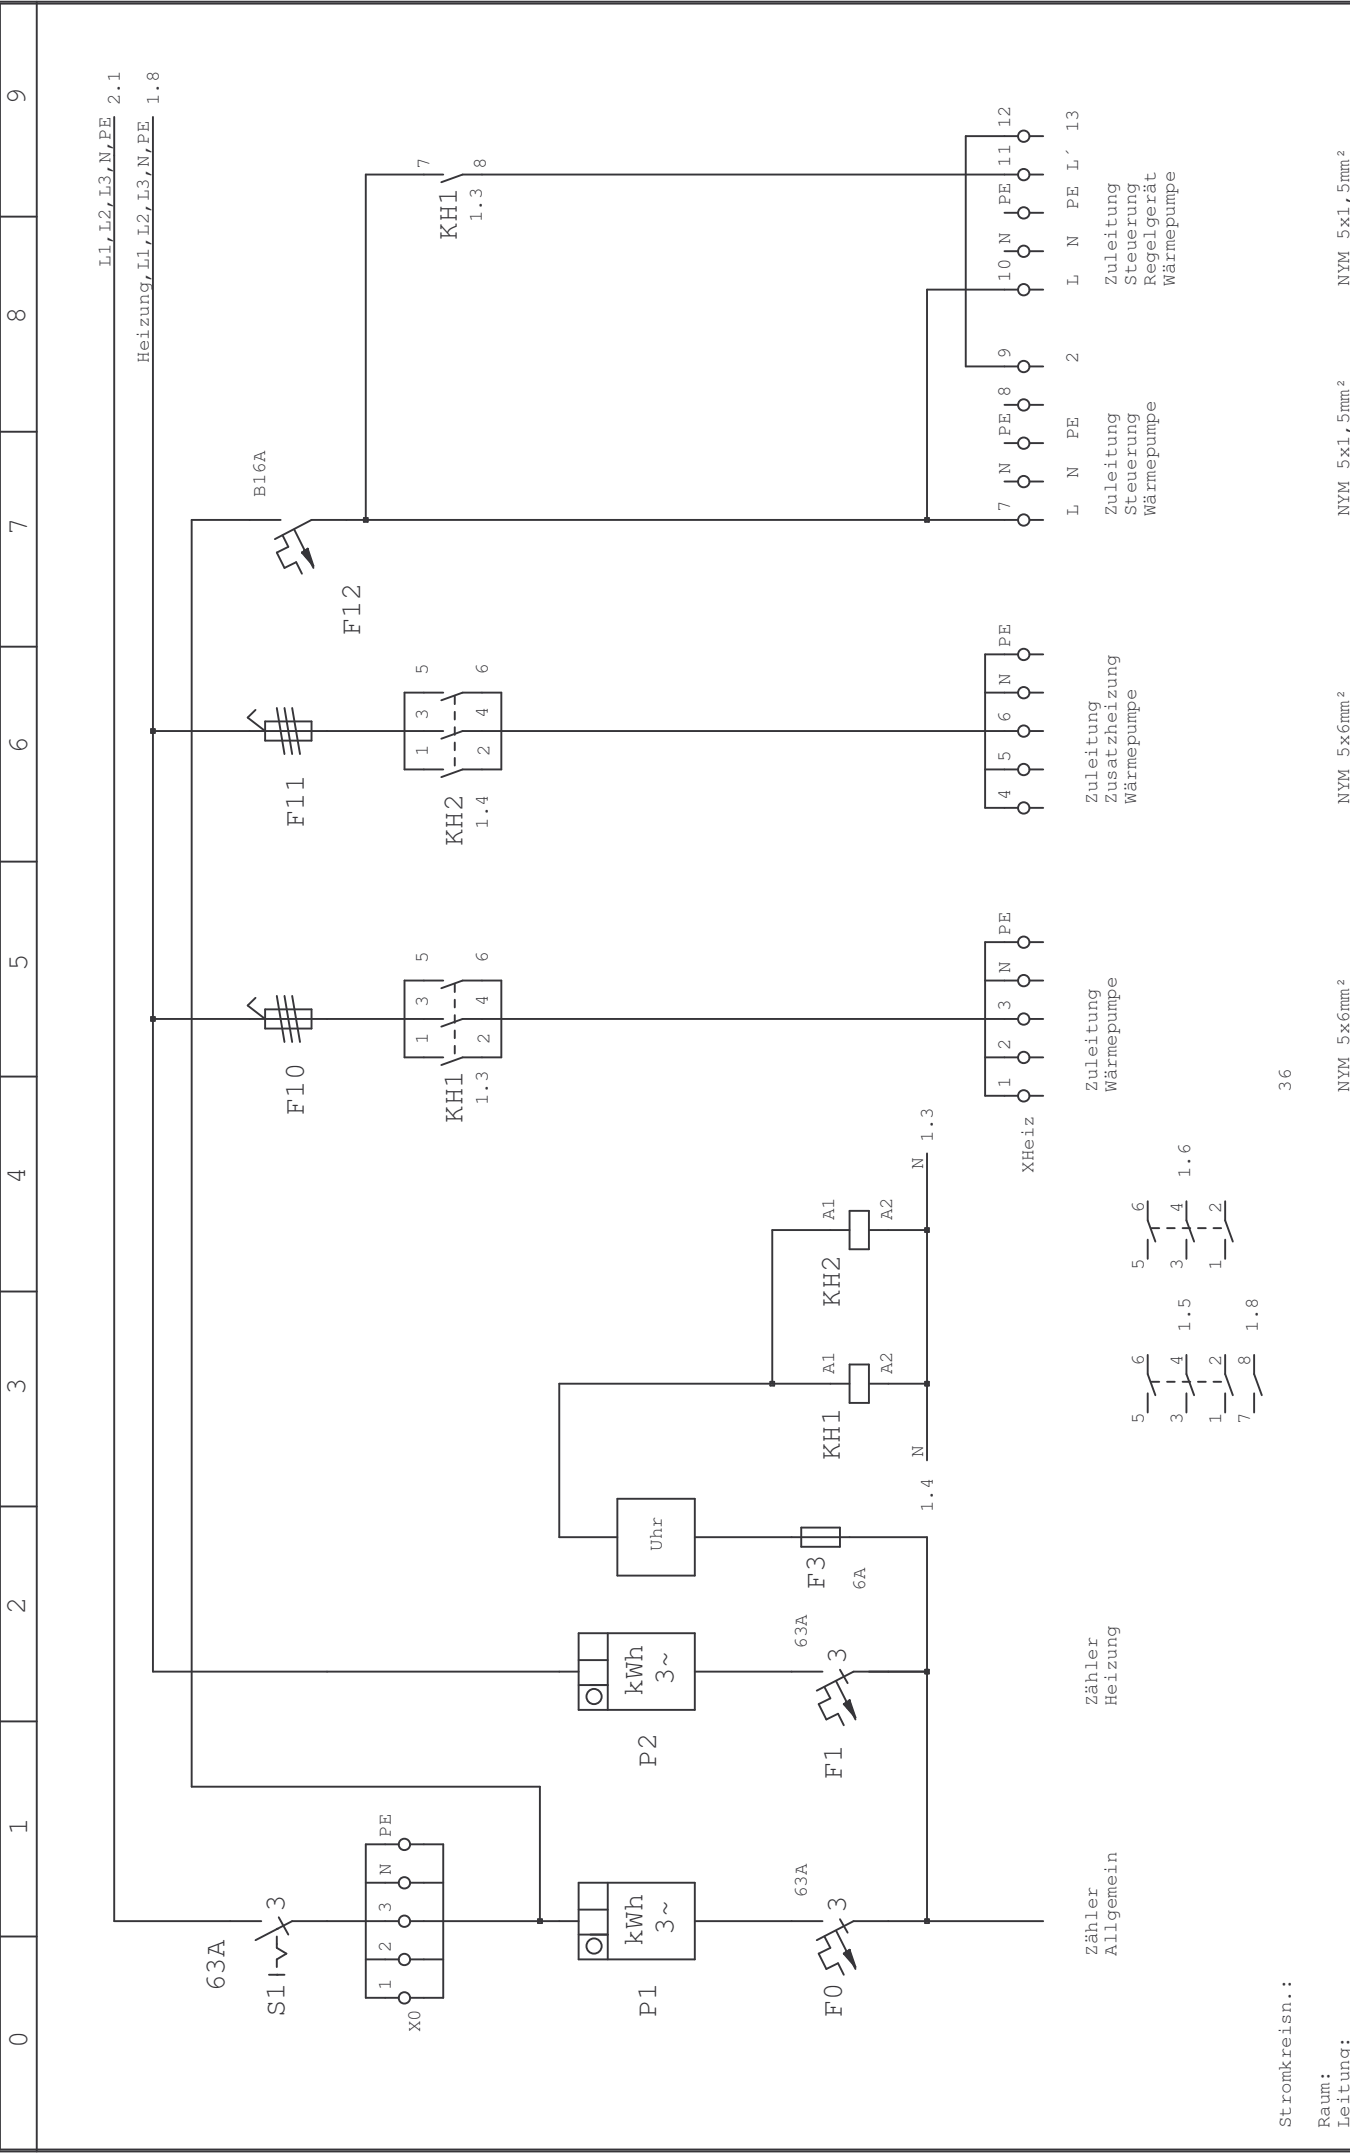 0 1 2 3 4 5 6 7 8 9
L1,L2,L3,N,PE 2.1
Heizung,L1,L2,L3,N,PE 1.8
63A
S1 3
X0
1 2 3 N PE
P1
kWh
3~
63A
F0 3
Zähler
Allgemein
P2
kWh
3~
63A
F1 3
Zähler
Heizung
Uhr
F3
6A
KH1
A1
A2
KH2
A1
A2
1.4 N
N 1.3
5 6
3 4 1.5
1 2
7 8 1.8
5 6
3 4 1.6
1 2
F10
KH1
1.3
1 3 5
2 4 6
XHeiz
1 2 3 N PE
Zuleitung
Wärmepumpe
F11
KH2
1.4
1 3 5
2 4 6
4 5 6 N PE
Zuleitung
Zusatzheizung
Wärmepumpe
B16A
F12
KH1
1.3
7
8
7 N PE 8 9
L N PE 2
Zuleitung
Steuerung
Wärmepumpe
10 N PE 11 12
L N PE L´ 13
Zuleitung
Steuerung
Regelgerät
Wärmepumpe
Stromkreisn.: 36
Raum:
Leitung: NYM 5x6mm² NYM 5x6mm² NYM 5x1,5mm² NYM 5x1,5mm²